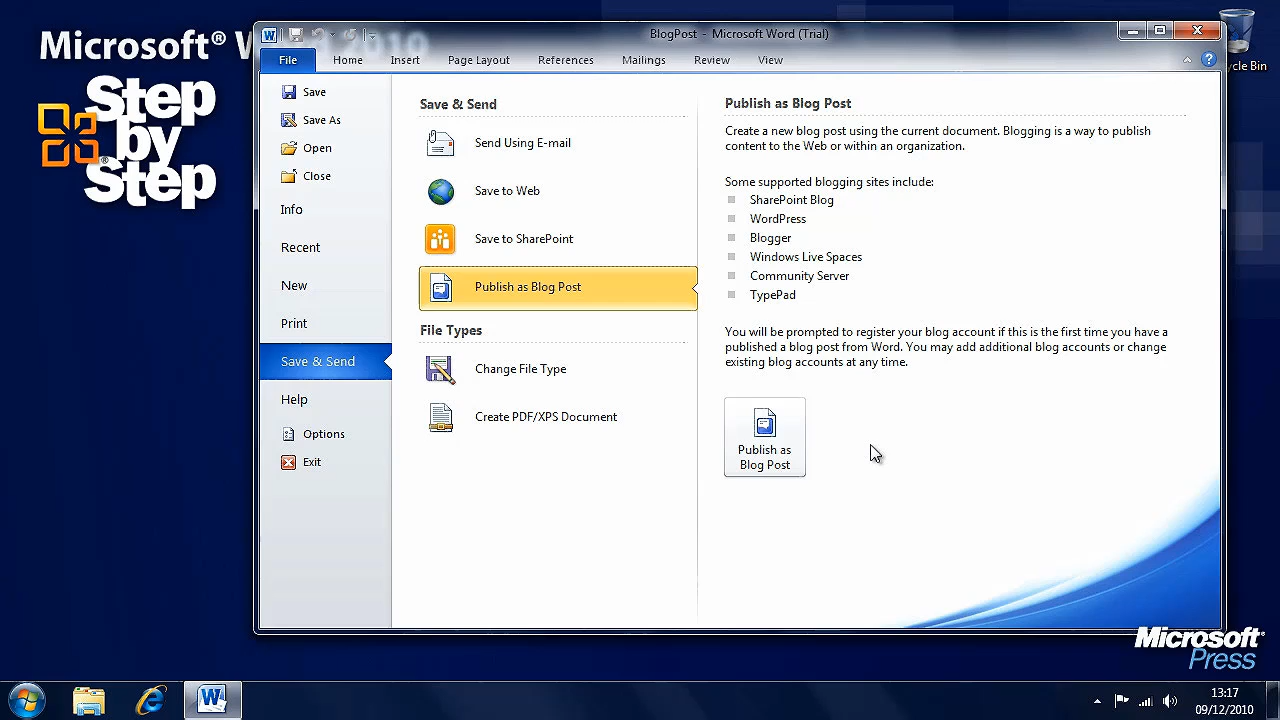 Microsoft® W 2010
Step
by
Step®
BlogPost - Microsoft Word (Trial)
File Home Insert Page Layout References Mailings Review View
cle Bin
Save
Save As
Open
Close
Info
Recent
New
Print
Save & Send
Help
Options
Exit
Save & Send
Send Using E-mail
Save to Web
Save to SharePoint
Publish as Blog Post
File Types
Change File Type
Create PDF/XPS Document
Publish as Blog Post
Create a new blog post using the current document. Blogging is a way to publish
content to the Web or within an organization.
Some supported blogging sites include:
SharePoint Blog
WordPress
Blogger
Windows Live Spaces
Community Server
TypePad
You will be prompted to register your blog account if this is the first time you have a
published a blog post from Word. You may add additional blog accounts or change
existing blog accounts at any time.
Publish as
Blog Post
Microsoft®
Press
13:17
09/12/2010